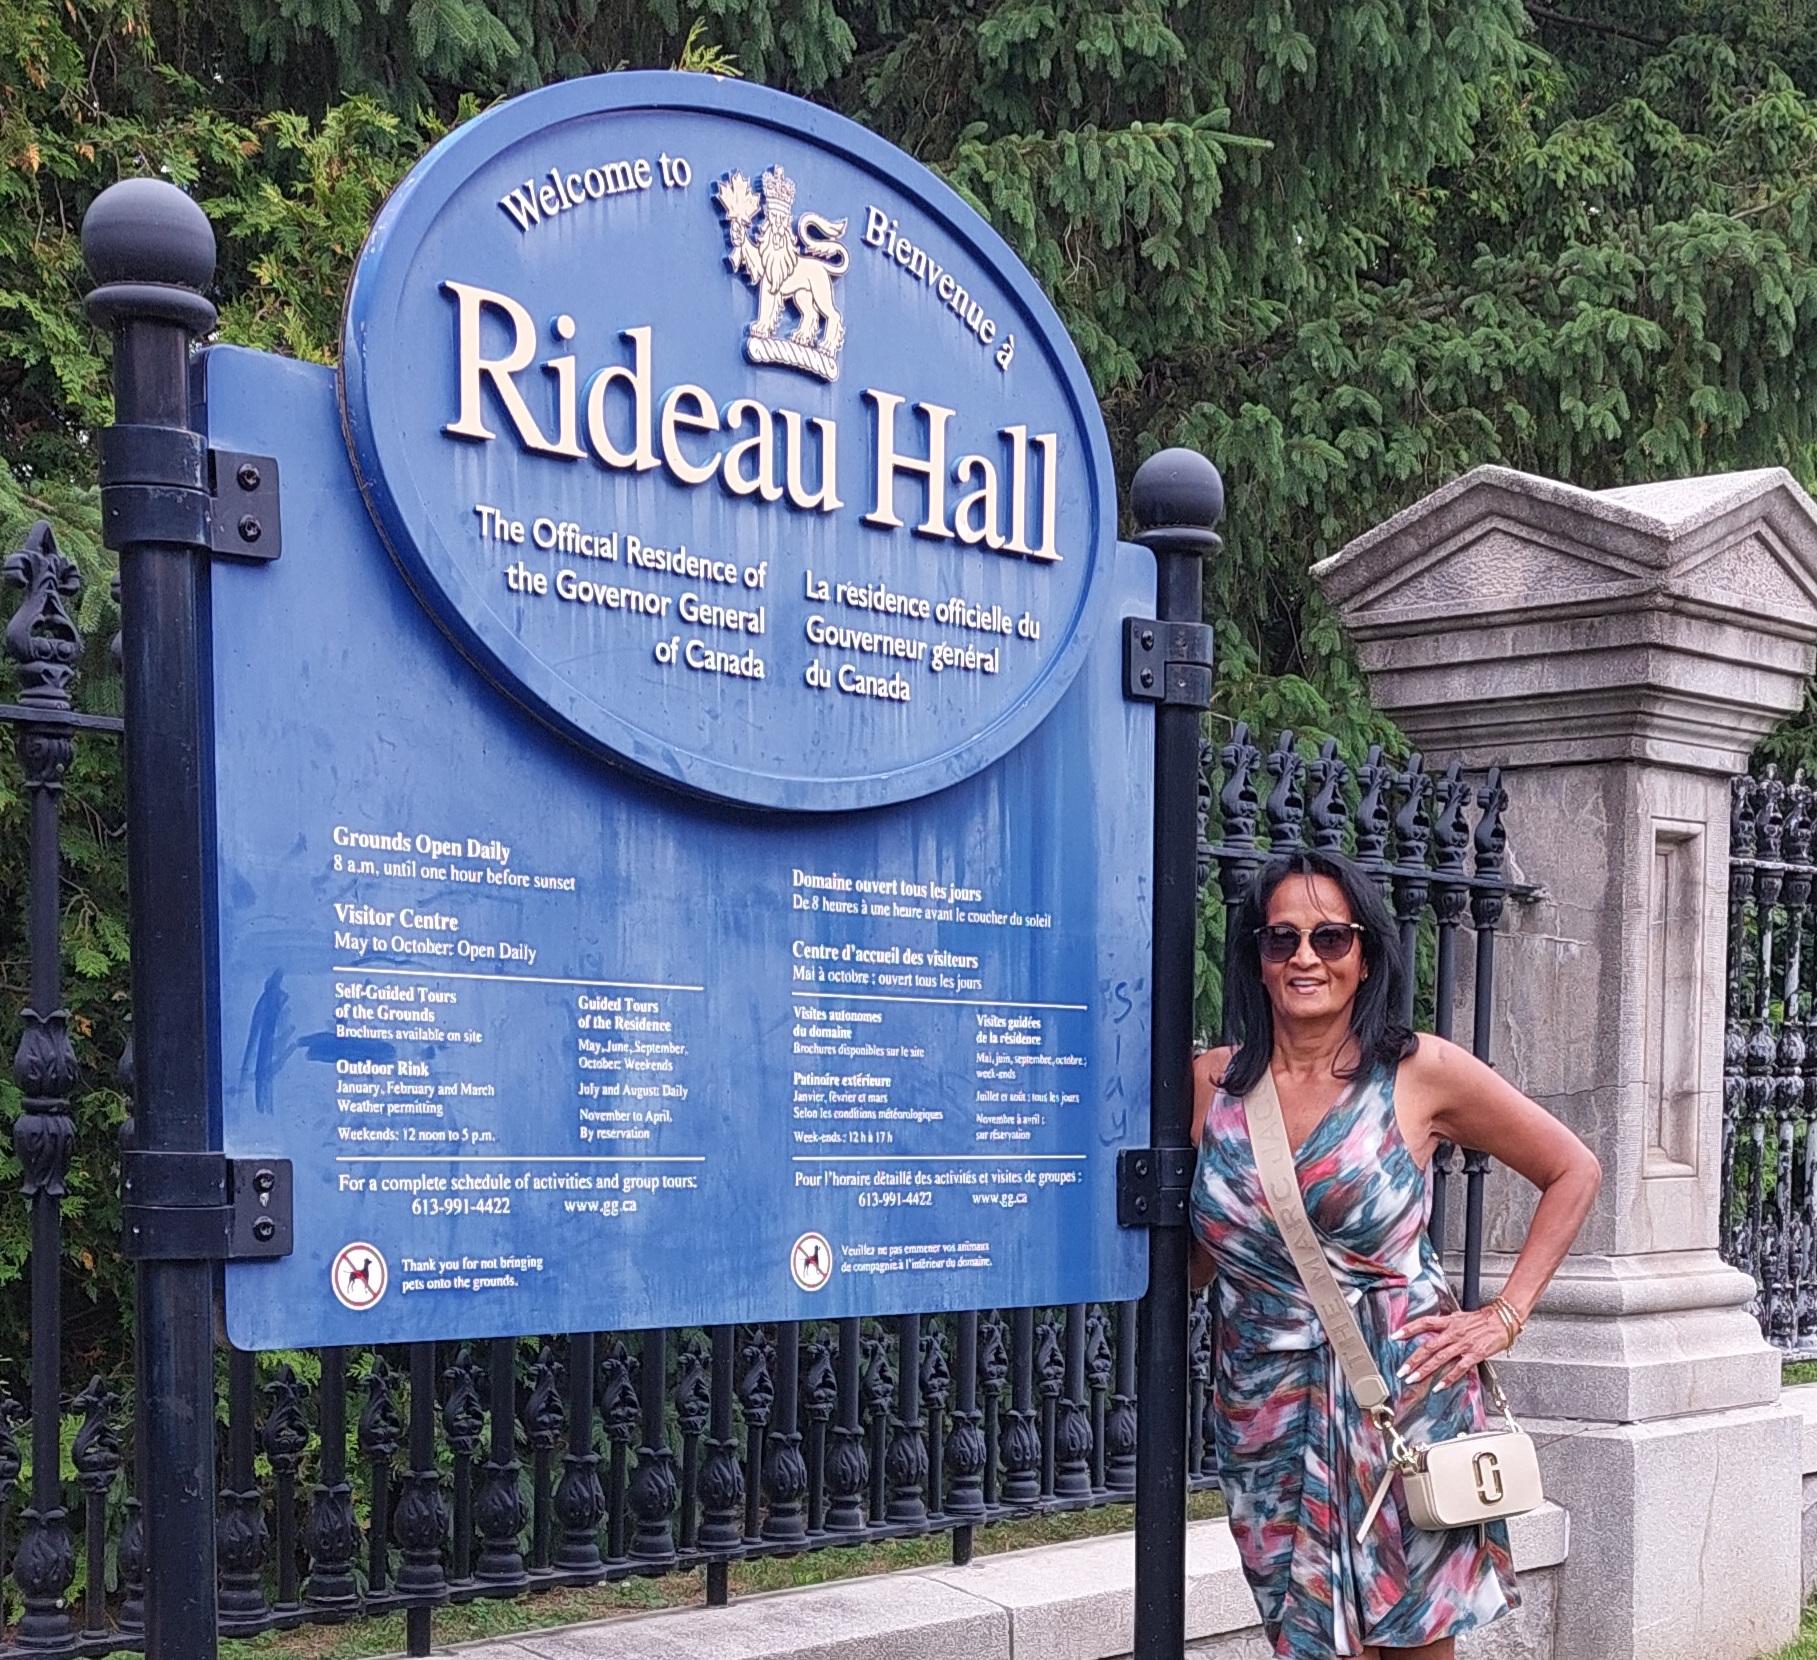 Welcome to
Bienvenue à
Rideau Hall
The Official Residence of
the Governor General
of Canada
La résidence officielle du
Gouverneur général
du Canada
Grounds Open Daily
8 a.m. until one hour before sunset
Visitor Centre
May to October: Open Daily
Self-Guided Tours
of the Grounds
Brochures available on site
Outdoor Rink
January, February and March
Weather permitting
Weekends: 12 noon to 5 p.m.
Guided Tours
of the Residence
May, June, September,
October: Weekends
July and August: Daily
November to April,
By reservation
For a complete schedule of activities and group tours:
613-991-4422 www.gg.ca
Thank you for not bringing
pets onto the grounds.
Domaine ouvert tous les jours
De 8 heures à une heure avant le coucher du soleil
Centre d'accueil des visiteurs
Mai à octobre : ouvert tous les jours
Visites autonomes
du domaine
Brochures disponibles sur le site
Patinoire extérieure
Janvier, février et mars
Selon les conditions météorologiques
Week-ends : 12 h à 17 h
Visites guidées
de la résidence
Mai, juin, septembre, octobre :
week-ends
Juillet et août : tous les jours
Novembre à avril :
sur réservation
Pour l'horaire détaillé des activités et visites de groupes :
613-991-4422 www.gg.ca
Veuillez ne pas emmener vos animaux
de compagnie à l'intérieur du domaine.
THE MARC JACO